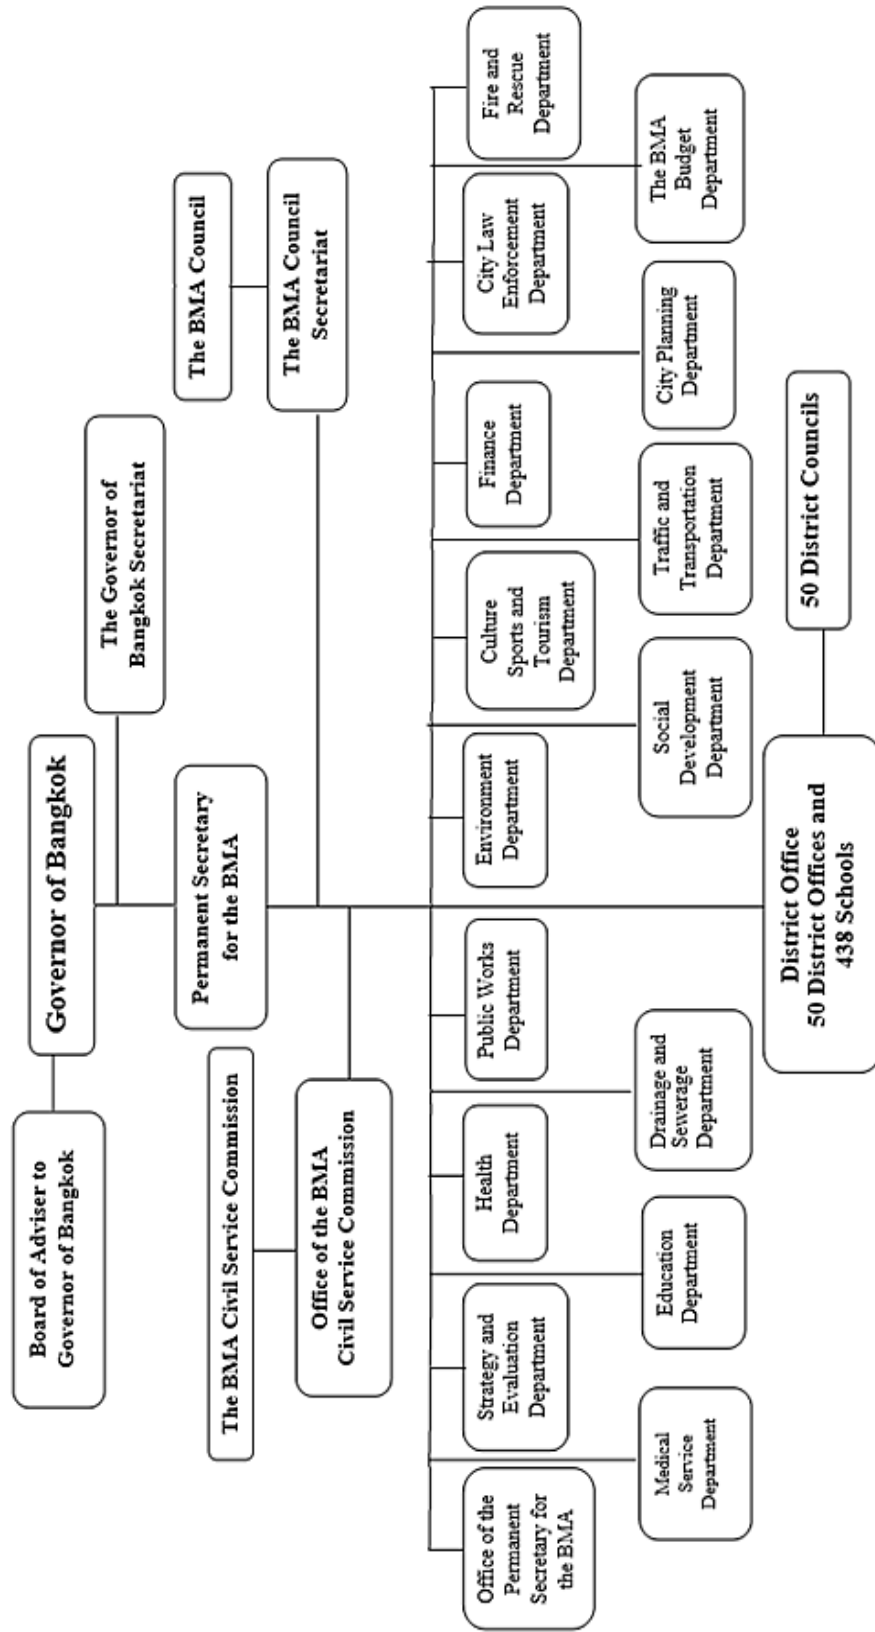 Board of Adviser to
Governor of Bangkok
Governor of Bangkok
The Governor of
Bangkok Secretariat
The BMA Civil Service Commission
Permanent Secretary
for the BMA
The BMA Council
Office of the BMA
Civil Service Commission
The BMA Council
Secretariat
Office of the
Permanent
Secretary for
the BMA
Strategy and
Evaluation
Department
Health
Department
Public Works
Department
Environment
Department
Culture
Sports and
Tourism
Department
Finance
Department
City Law
Enforcement
Department
Fire and
Rescue
Department
Medical
Service
Department
Education
Department
Drainage and
Sewerage
Department
Social
Development
Department
Traffic and
Transportation
Department
City Planning
Department
The BMA
Budget
Department
District Office
50 District Offices and
438 Schools
50 District Councils